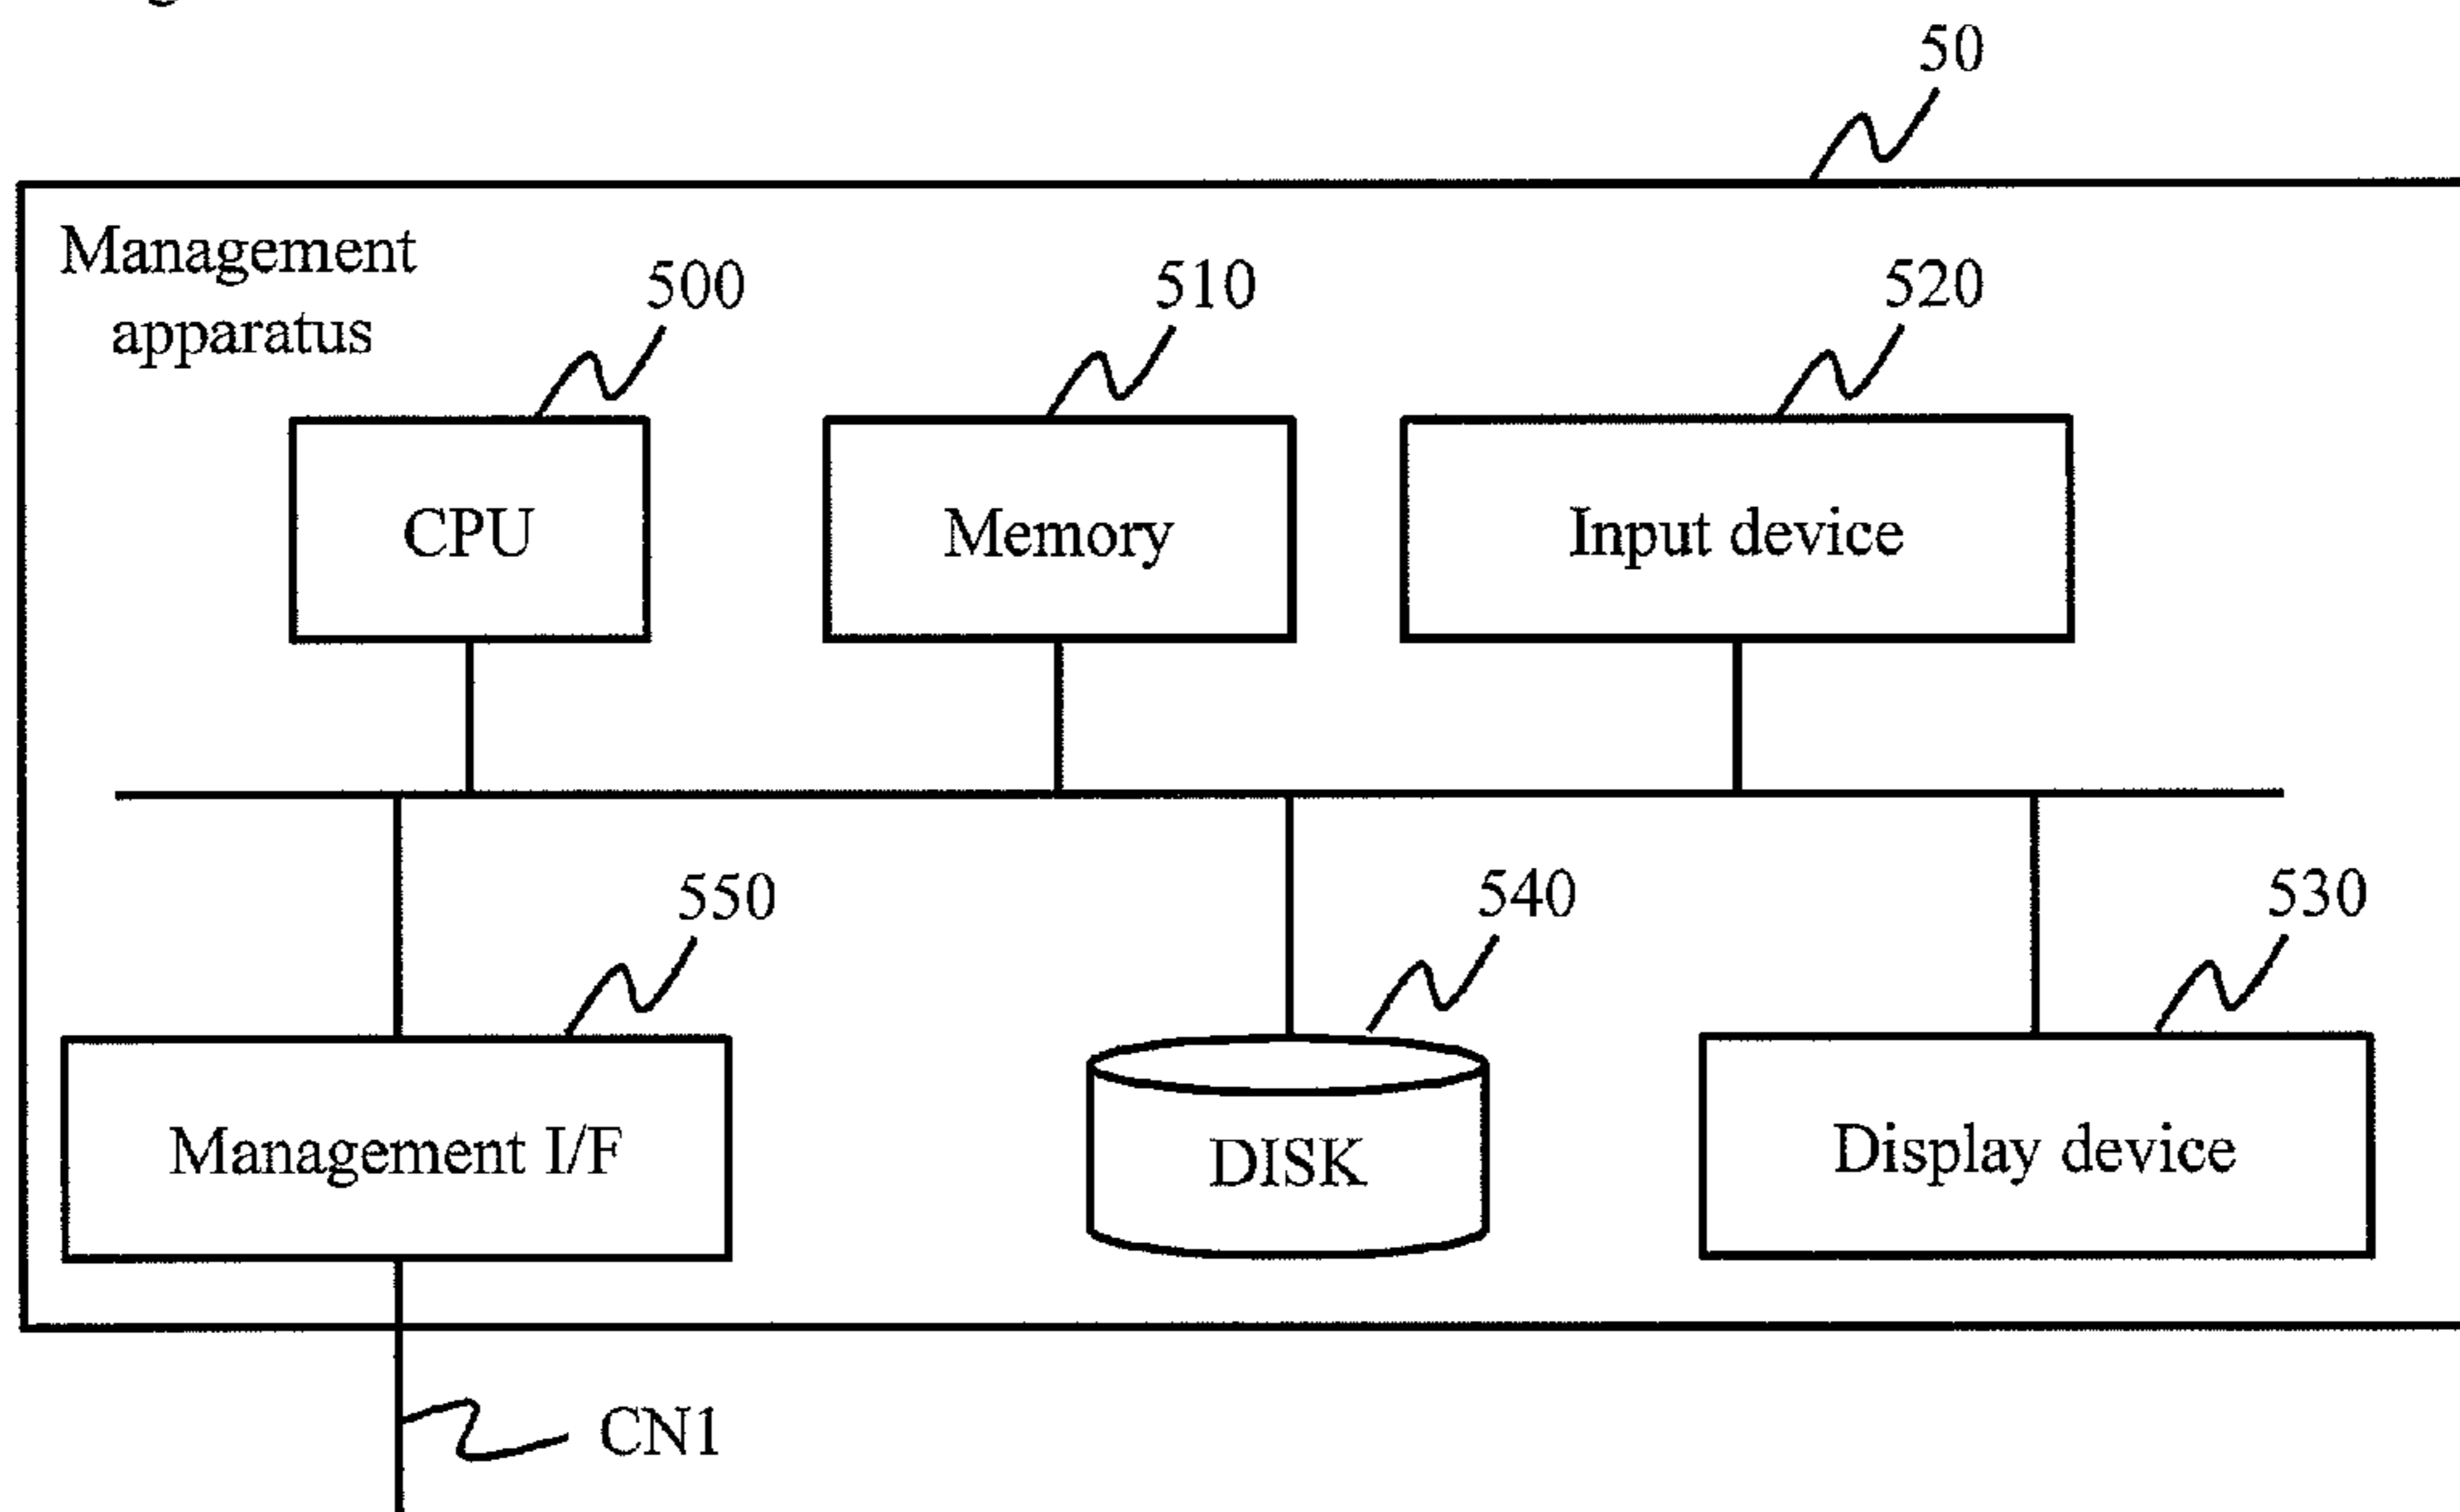 50
Management
apparatus
500
510
520
CPU
Memory
Input device
550
540
530
Management I/F
DISK
Display device
CN1